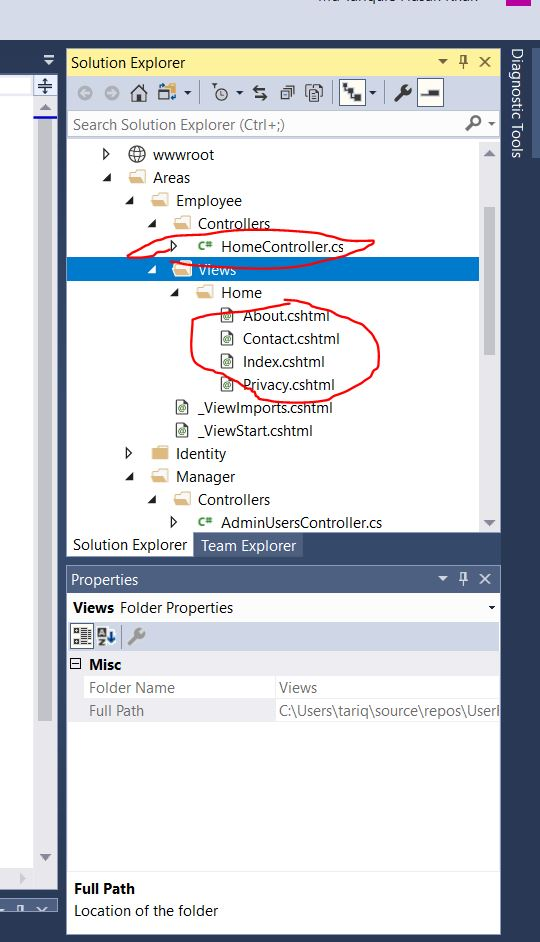 Solution Explorer
Search Solution Explorer (Ctrl+;)
wwwroot
Areas
Employee
Controllers
C# HomeController.cs
Views
Home
About.cshtml
Contact.cshtml
Index.cshtml
Privacy.cshtml
_ViewImports.cshtml
_ViewStart.cshtml
Identity
Manager
Controllers
C# AdminUsersController.cs
Solution Explorer Team Explorer
Properties
Views Folder Properties
Misc
Folder Name Views
Full Path C:\Users\tariq\source\repos\User
Full Path
Location of the folder
Diagnostic Tools